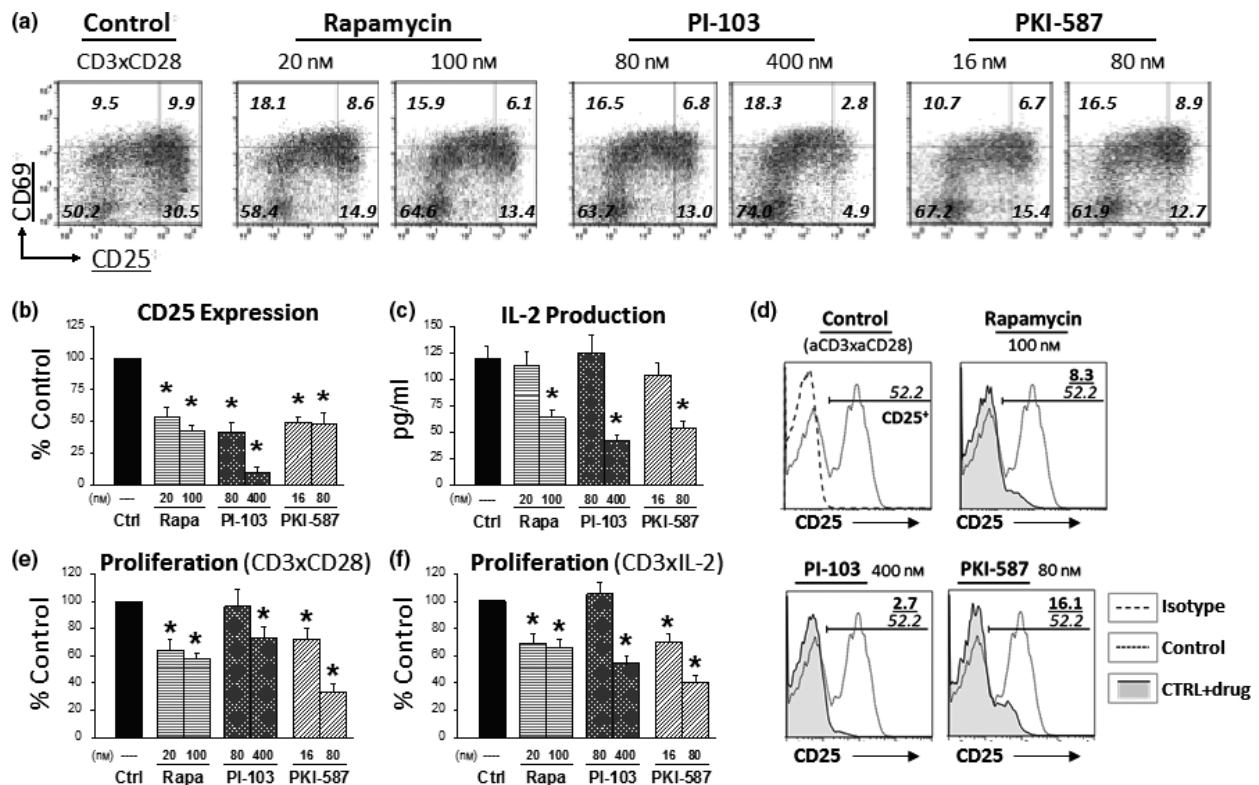 (a)
Control Rapamycin PI-103 PKI-587
CD3xCD28 20 nM 100 nM 80 nM 400 nM 16 nM 80 nM
9.5 9.9 18.1 8.6 15.9 6.1 16.5 6.8 18.3 2.8 10.7 6.7 16.5 8.9
50.2 30.5 58.4 14.9 64.6 13.4 63.7 13.0 74.0 4.9 67.2 15.4 61.9 12.7
CD69
CD25
(b) CD25 Expression
% Control
125
100
75
50
25
0
* * * * * *
(nM) ---- 20 100 80 400 16 80
Ctrl Rapa PI-103 PKI-587
(c) IL-2 Production
pg/ml
150
125
100
75
50
25
0
* * *
(nM) ---- 20 100 80 400 16 80
Ctrl Rapa PI-103 PKI-587
(d)
Control
(aCD3xaCD28)
52.2
CD25+
CD25
Rapamycin
100 nM
8.3
52.2
CD25
PI-103 400 nM
2.7
52.2
CD25
PKI-587 80 nM
16.1
52.2
CD25
Isotype
Control
CTRL+drug
(e) Proliferation (CD3xCD28)
% Control
120
100
80
60
40
20
0
* * * * *
(nM) ---- 20 100 80 400 16 80
Ctrl Rapa PI-103 PKI-587
(f) Proliferation (CD3xIL-2)
% Control
120
100
80
60
40
20
0
* * * * *
(nM) ---- 20 100 80 400 16 80
Ctrl Rapa PI-103 PKI-587